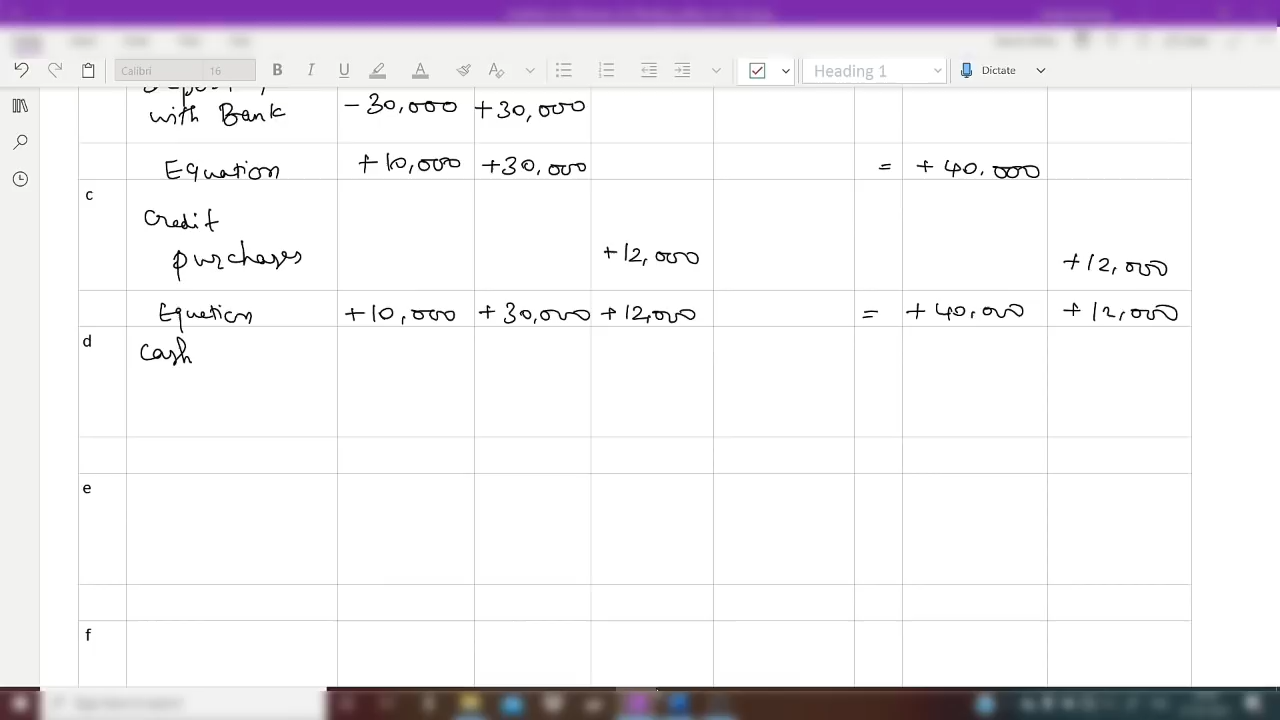 Calibri 16 B I U A Heading 1 Dictate
with Bank - 30,000 +30,000
Equation +10,000 +30,000 = +40,000
c
Credit
purchases +12,000 +12,000
Equation +10,000 +30,000 +12,000 = +40,000 +12,000
d
Cash
e
f